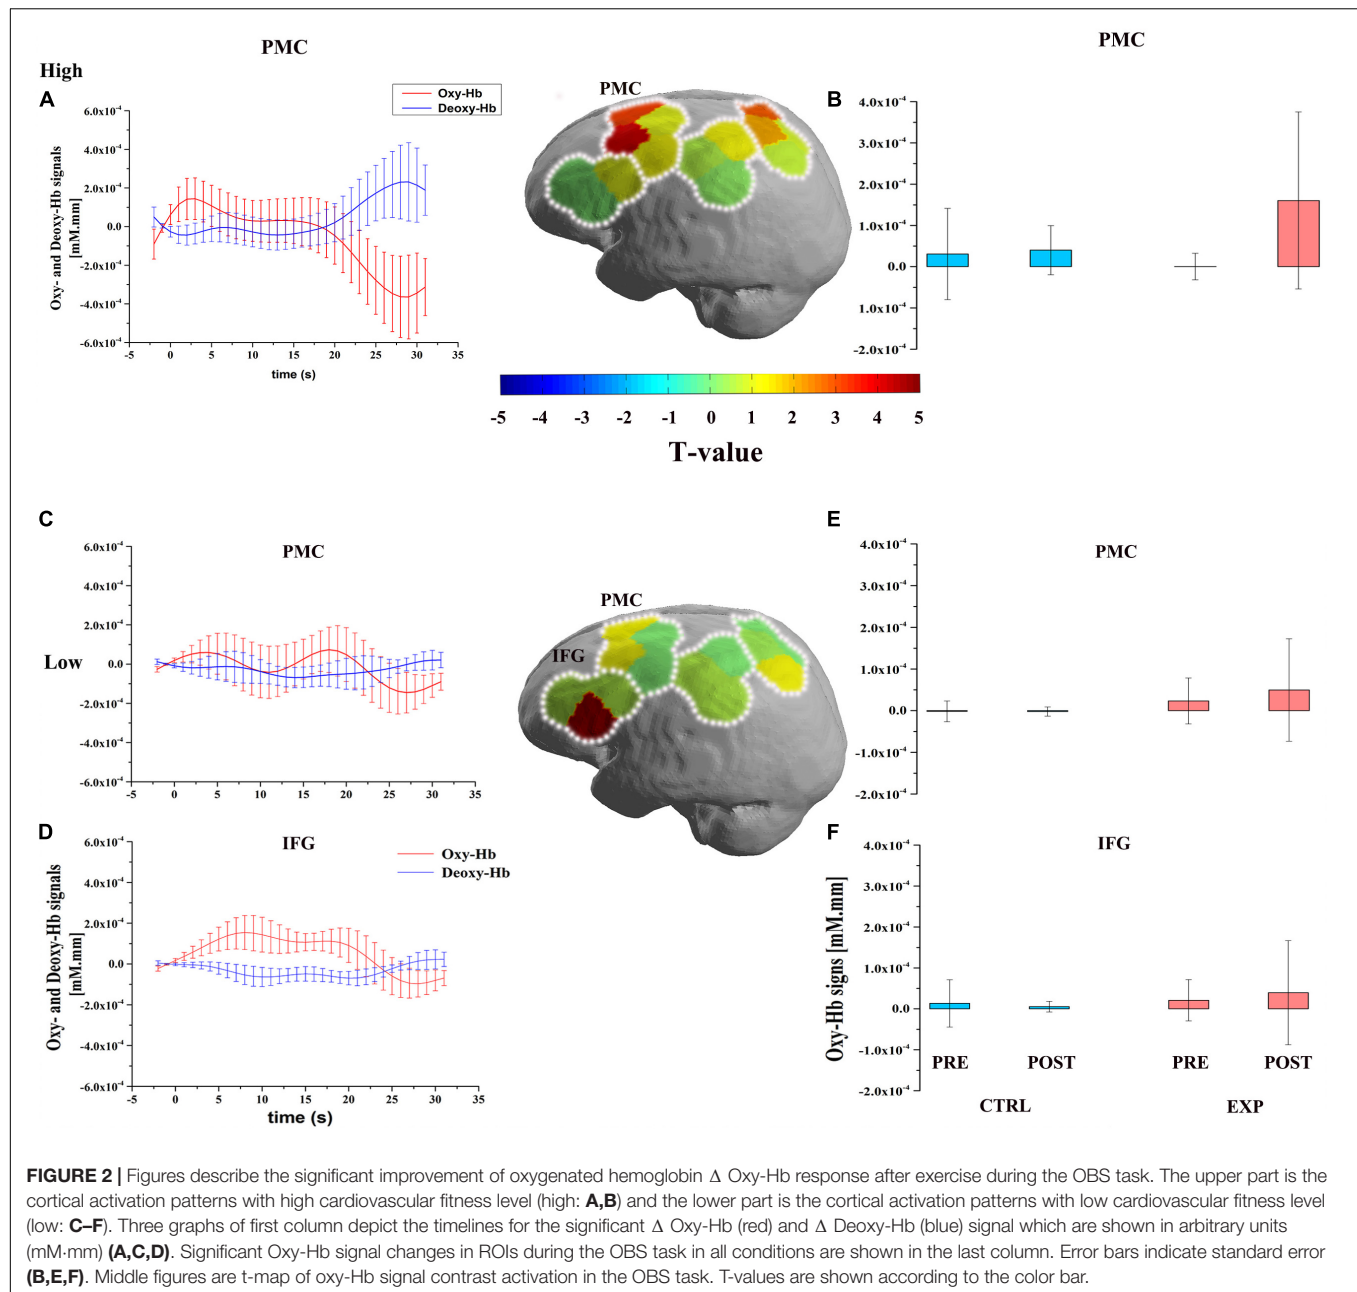 PMC
High
A
Oxy-Hb
Deoxy-Hb
Oxy- and Deoxy-Hb signals
[mM.mm]
6.0x10-4
4.0x10-4
2.0x10-4
0.0
-2.0x10-4
-4.0x10-4
-6.0x10-4
-5 0 5 10 15 20 25 30 35
time (s)
PMC
-5 -4 -3 -2 -1 0 1 2 3 4 5
T-value
PMC
B
4.0x10-4
3.0x10-4
2.0x10-4
1.0x10-4
0.0
1.0x10-4
-2.0x10-4
C
PMC
Low
6.0x10-4
4.0x10-4
2.0x10-4
0.0
-2.0x10-4
-4.0x10-4
-6.0x10-4
-5 0 5 10 15 20 25 30 35
PMC
IFG
E
PMC
4.0x10-4
3.0x10-4
2.0x10-4
1.0x10-4
0.0
-1.0x10-4
-2.0x10-4
D
IFG
Oxy-Hb
Deoxy-Hb
Oxy- and Deoxy-Hb signals
[mM.mm]
6.0x10-4
4.0x10-4
2.0x10-4
0.0
-2.0x10-4
-4.0x10-4
-6.0x10-4
-5 0 5 10 15 20 25 30 35
time (s)
F
IFG
Oxy-Hb signs [mM.mm]
4.0x10-4
3.0x10-4
2.0x10-4
1.0x10-4
0.0
-1.0x10-4
-2.0x10-4
PRE POST PRE POST
CTRL EXP
FIGURE 2 | Figures describe the significant improvement of oxygenated hemoglobin Δ Oxy-Hb response after exercise during the OBS task. The upper part is the
cortical activation patterns with high cardiovascular fitness level (high: A,B) and the lower part is the cortical activation patterns with low cardiovascular fitness level
(low: C–F). Three graphs of first column depict the timelines for the significant Δ Oxy-Hb (red) and Δ Deoxy-Hb (blue) signal which are shown in arbitrary units
(mM·mm) (A,C,D). Significant Oxy-Hb signal changes in ROIs during the OBS task in all conditions are shown in the last column. Error bars indicate standard error
(B,E,F). Middle figures are t-map of oxy-Hb signal contrast activation in the OBS task. T-values are shown according to the color bar.